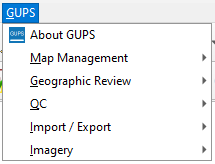 GUPS
GUPS About GUPS
Map Management
Geographic Review
QC
Import / Export
Imagery